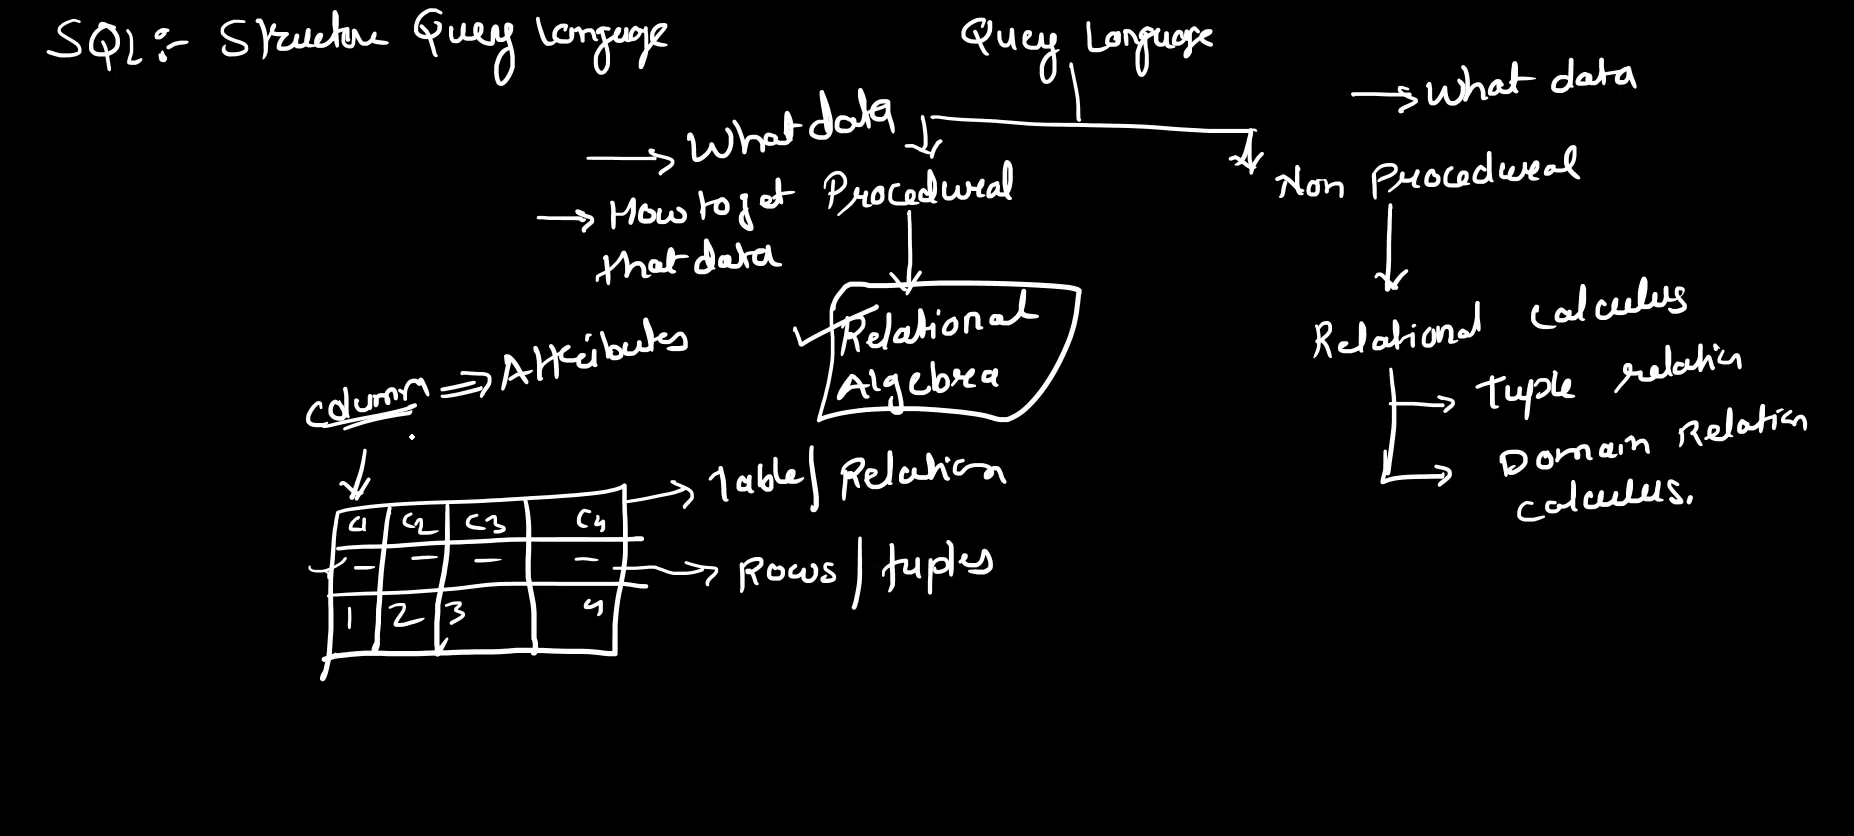 SQL:- Structure Query Language
Query Language
→ What data
→ What data
→ How to get that data
Procedural
Non Procedural
Relational
Algebra
Relational Calculus
→ Tuple relation
→ Domain Relation
calculus.
column ⇒ Attributes
→ Table/ Relation
C1 C2 C3 C4
— — — —
→ Rows / tuples
1 2 3 4